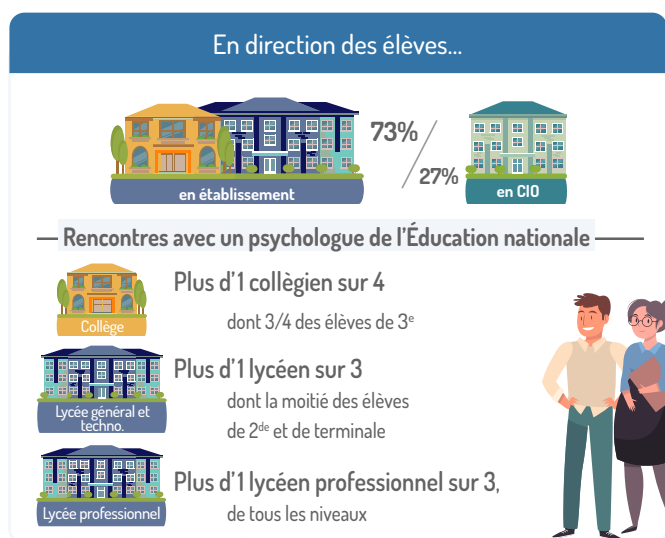 En direction des élèves...
73%
27%
en établissement
en CIO
Rencontres avec un psychologue de l'Éducation nationale
Plus d'1 collègien sur 4
Collège
dont 3/4 des élèves de 3e
Plus d'1 lycéen sur 3
Lycée général et
techno.
dont la moitié des élèves
de 2de et de terminale
Plus d'1 lycéen professionnel sur 3,
Lycée professionnel
de tous les niveaux